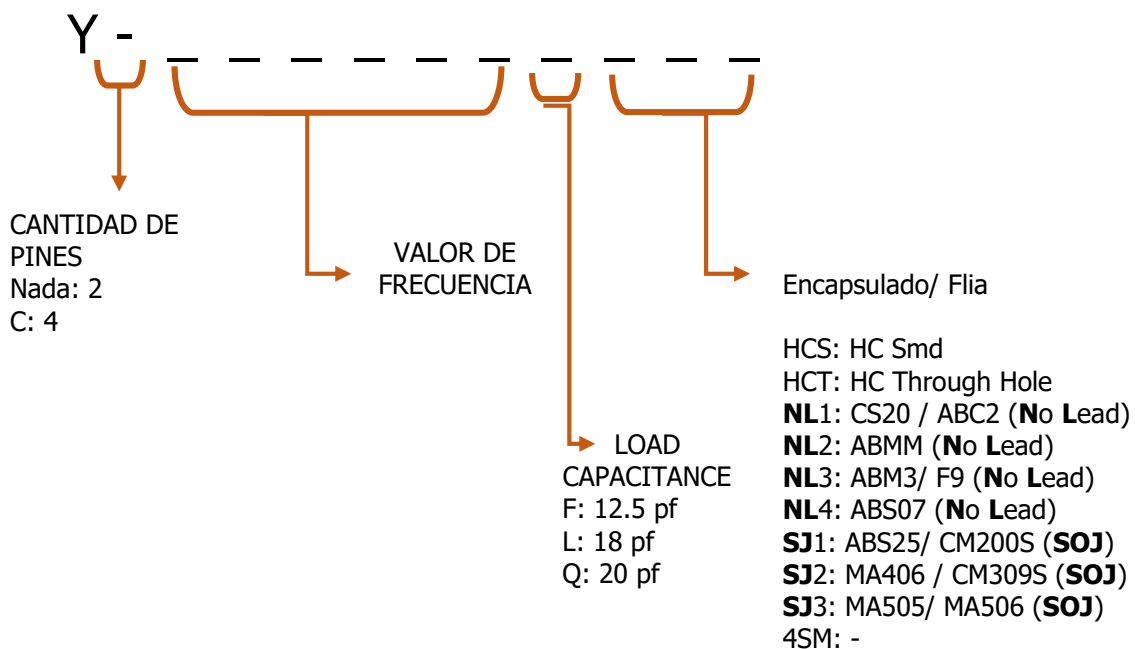 Y - _ _ _ _ _ _ _ _ _
CANTIDAD DE
PINES
Nada: 2
C: 4
VALOR DE
FRECUENCIA
LOAD
CAPACITANCE
F: 12.5 pf
L: 18 pf
Q: 20 pf
Encapsulado/ Flia
HCS: HC Smd
HCT: HC Through Hole
NL1: CS20 / ABC2 (No Lead)
NL2: ABMM (No Lead)
NL3: ABM3/ F9 (No Lead)
NL4: ABS07 (No Lead)
SJ1: ABS25/ CM200S (SOJ)
SJ2: MA406 / CM309S (SOJ)
SJ3: MA505/ MA506 (SOJ)
4SM: -